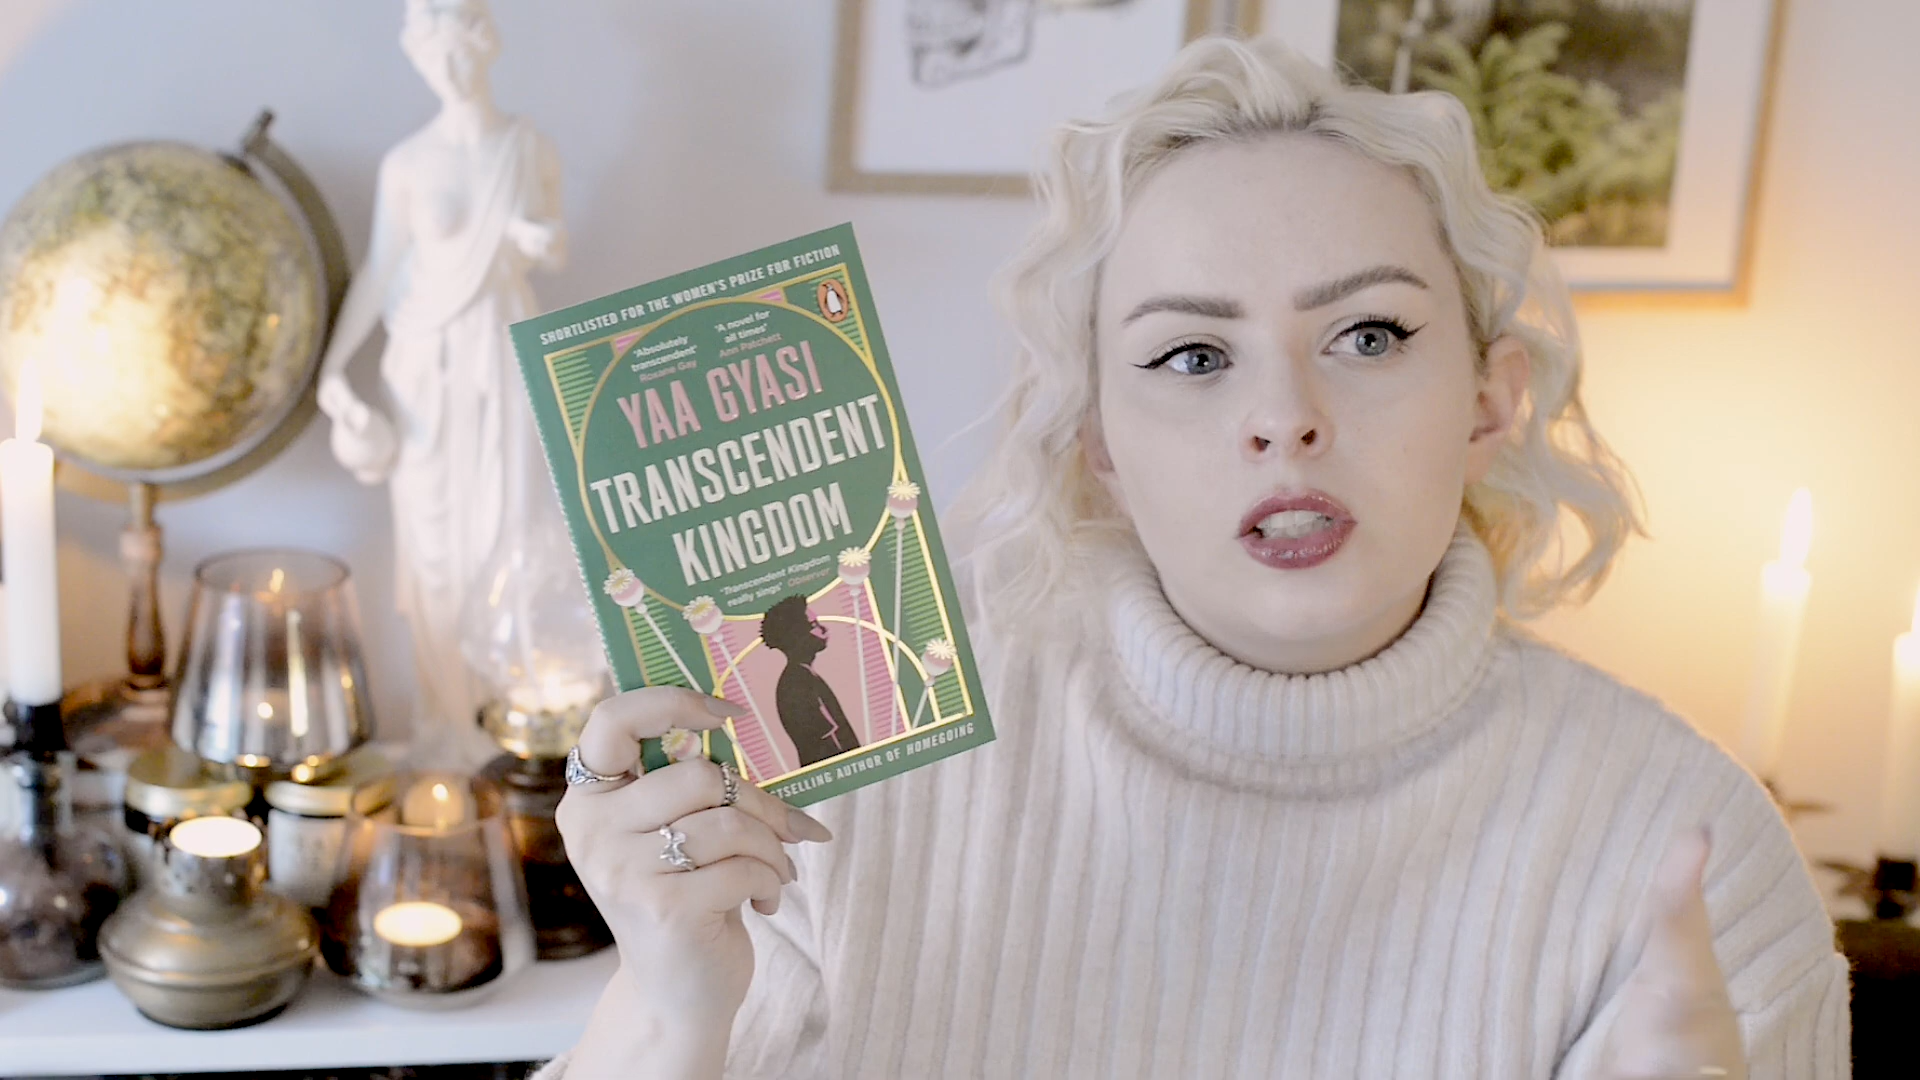 SHORTLISTED FOR THE WOMEN'S PRIZE FOR FICTION
'Absolutely
transcendent'
Roxane Gay
'A novel for
all times'
Ann Patchett
YAA GYASI
TRANSCENDENT
KINGDOM
'Transcendent Kingdom
really sings' Observer
TSELLING AUTHOR OF HOMEGOING